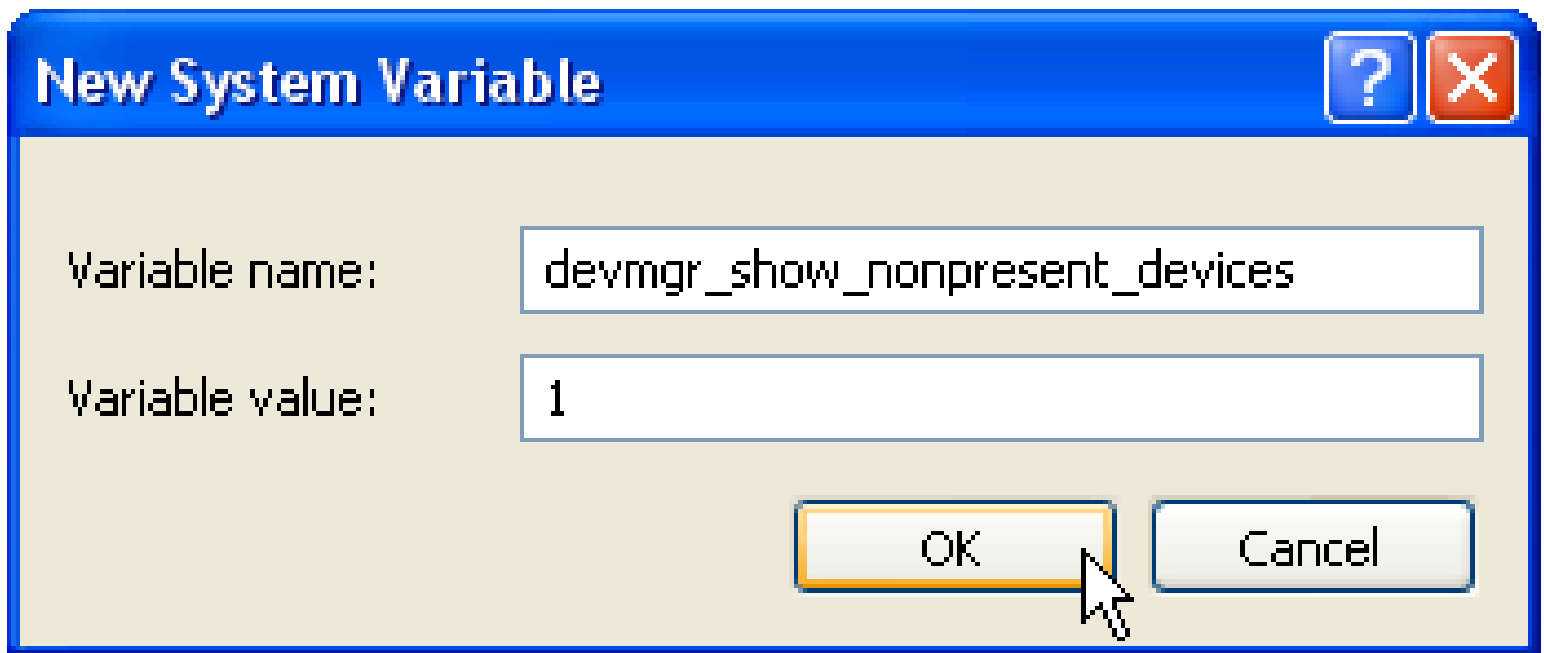 New System Variable
?
Variable name: devmgr_show_nonpresent_devices
Variable value: 1
OK Cancel